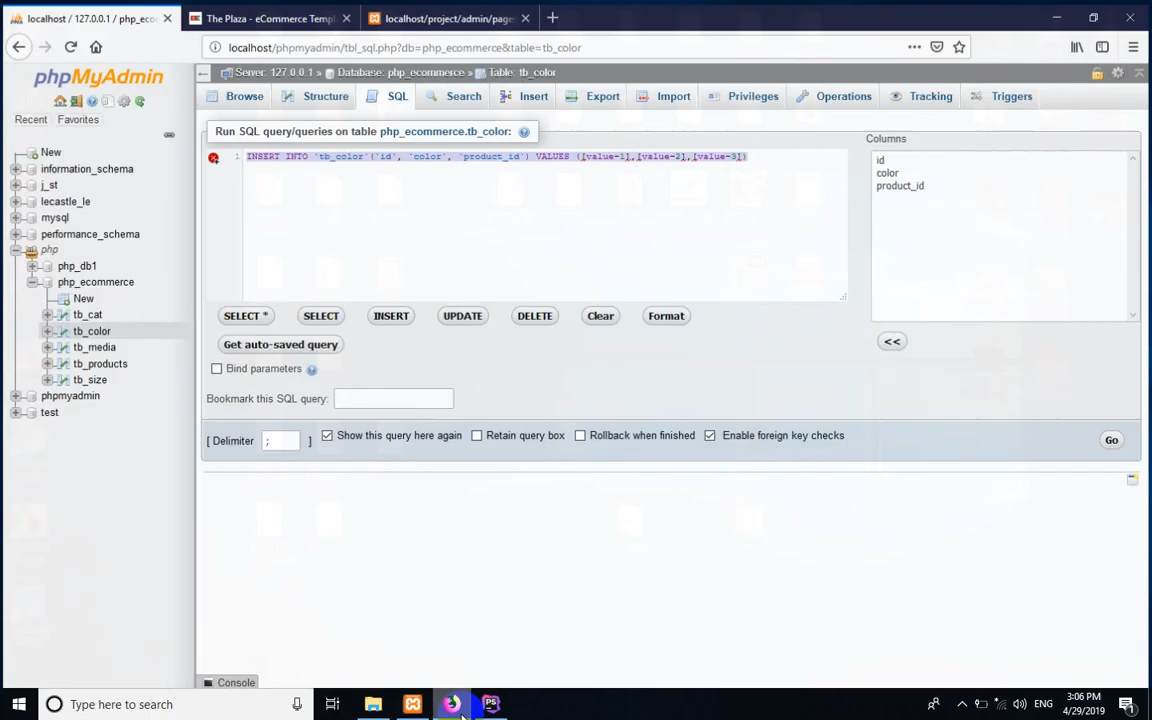 localhost / 127.0.0.1 / php_eco
The Plaza - eCommerce Temp
localhost/project/admin/page
localhost/phpmyadmin/tbl_sql.php?db=php_ecommerce&table=tb_color
phpMyAdmin
Recent Favorites
New
information_schema
j_st
lecastle_le
mysql
performance_schema
php
php_db1
php_ecommerce
New
tb_cat
tb_color
tb_media
tb_products
tb_size
phpmyadmin
test
Server: 127.0.0.1 » Database: php_ecommerce » Table: tb_color
Browse Structure SQL Search Insert Export Import Privileges Operations Tracking Triggers
Run SQL query/queries on table php_ecommerce.tb_color:
1 INSERT INTO `tb_color`(`id`, `color`, `product_id`) VALUES ([value-1],[value-2],[value-3])
Columns
id
color
product_id
SELECT * SELECT INSERT UPDATE DELETE Clear Format
<<
Get auto-saved query
Bind parameters
Bookmark this SQL query:
[ Delimiter ; ] Show this query here again Retain query box Rollback when finished Enable foreign key checks
Go
Console
Type here to search
PS
ENG
3:06 PM
4/29/2019
1